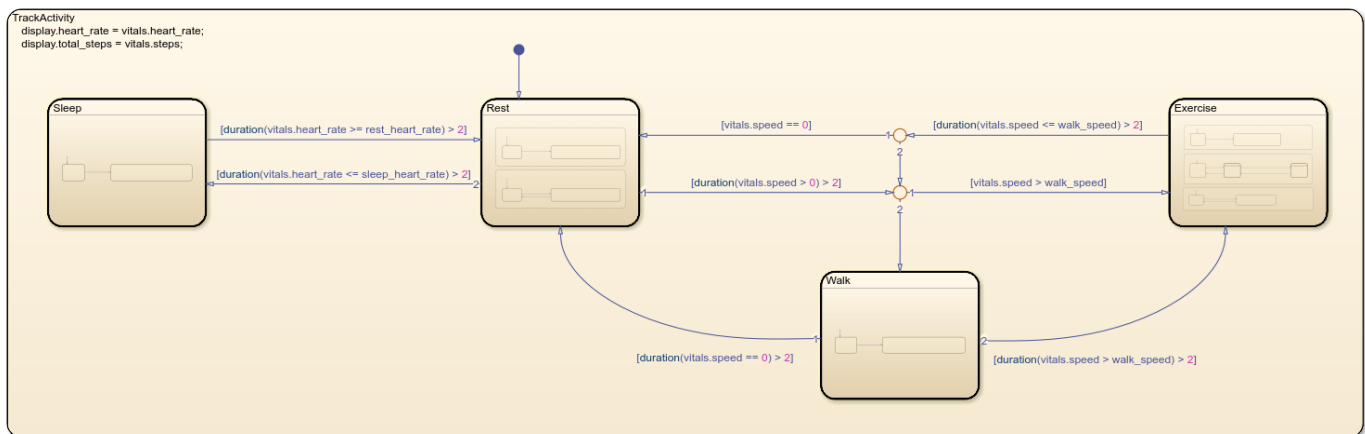 TrackActivity
display.heart_rate = vitals.heart_rate;
display.total_steps = vitals.steps;
Sleep
Rest
Exercise
[duration(vitals.heart_rate >= rest_heart_rate) > 2]
[vitals.speed == 0]
1
[duration(vitals.speed <= walk_speed) > 2]
2
[duration(vitals.heart_rate <= sleep_heart_rate) > 2]
2
1
[duration(vitals.speed > 0) > 2]
1
[vitals.speed > walk_speed]
2
Walk
1
2
[duration(vitals.speed == 0) > 2]
[duration(vitals.speed > walk_speed) > 2]